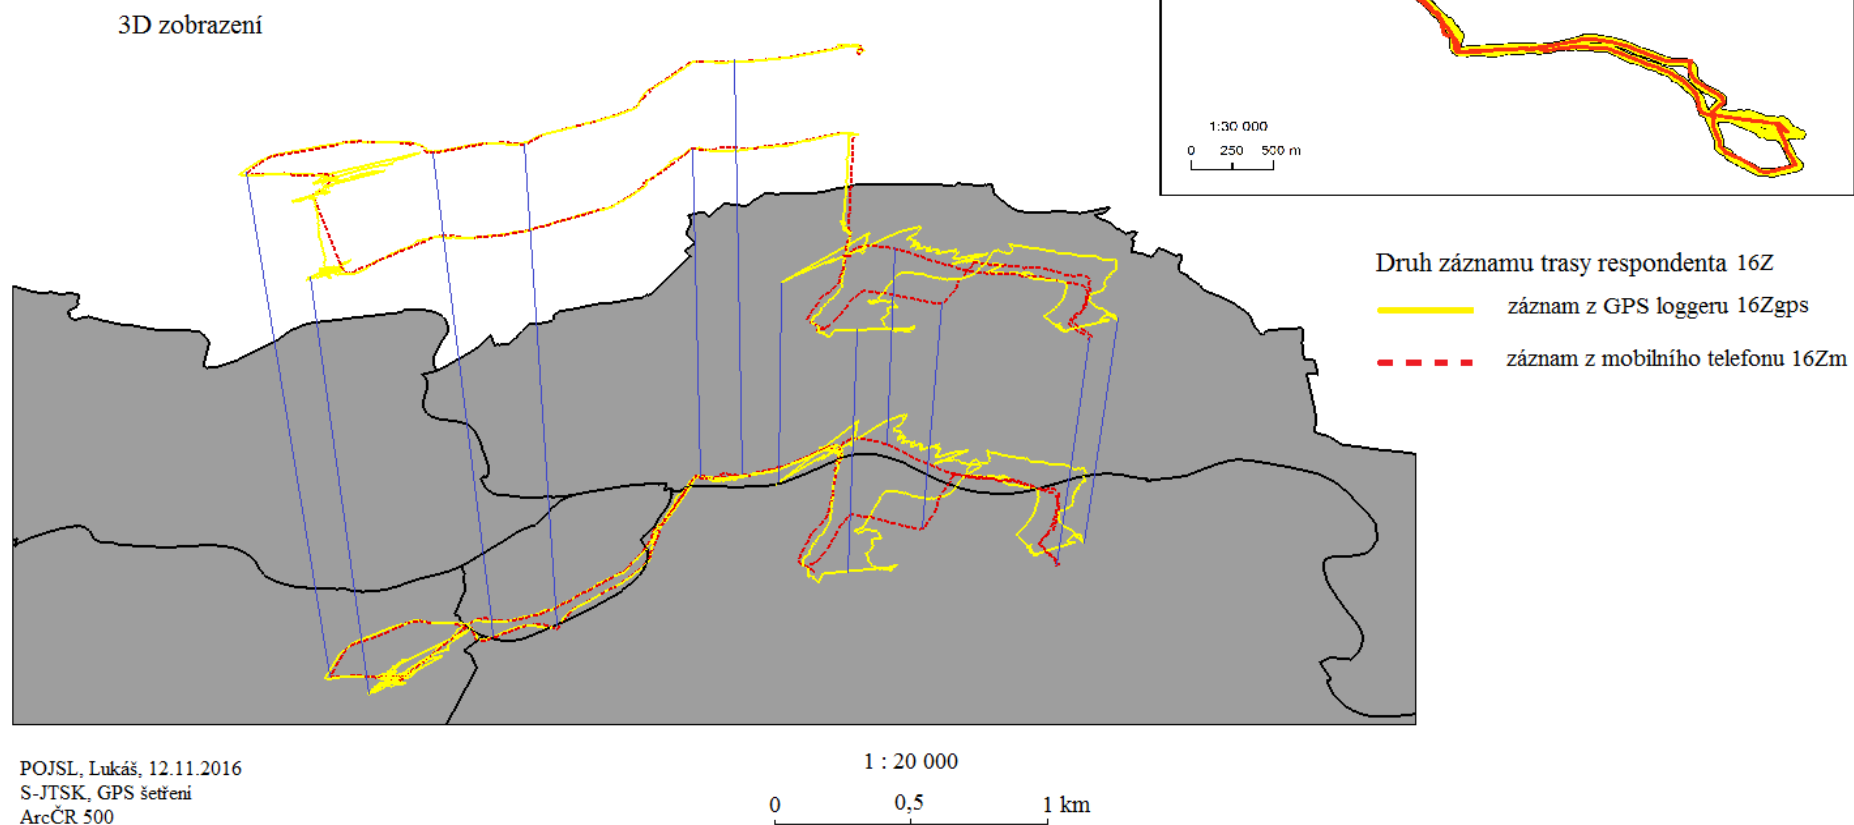 3D zobrazení
1:30 000
0 250 500 m
Druh záznamu trasy respondenta 16Z
záznam z GPS loggeru 16Zgps
záznam z mobilního telefonu 16Zm
POJSL, Lukáš, 12.11.2016
S-JTSK, GPS šetření
ArcČR 500
1 : 20 000
0 0,5 1 km